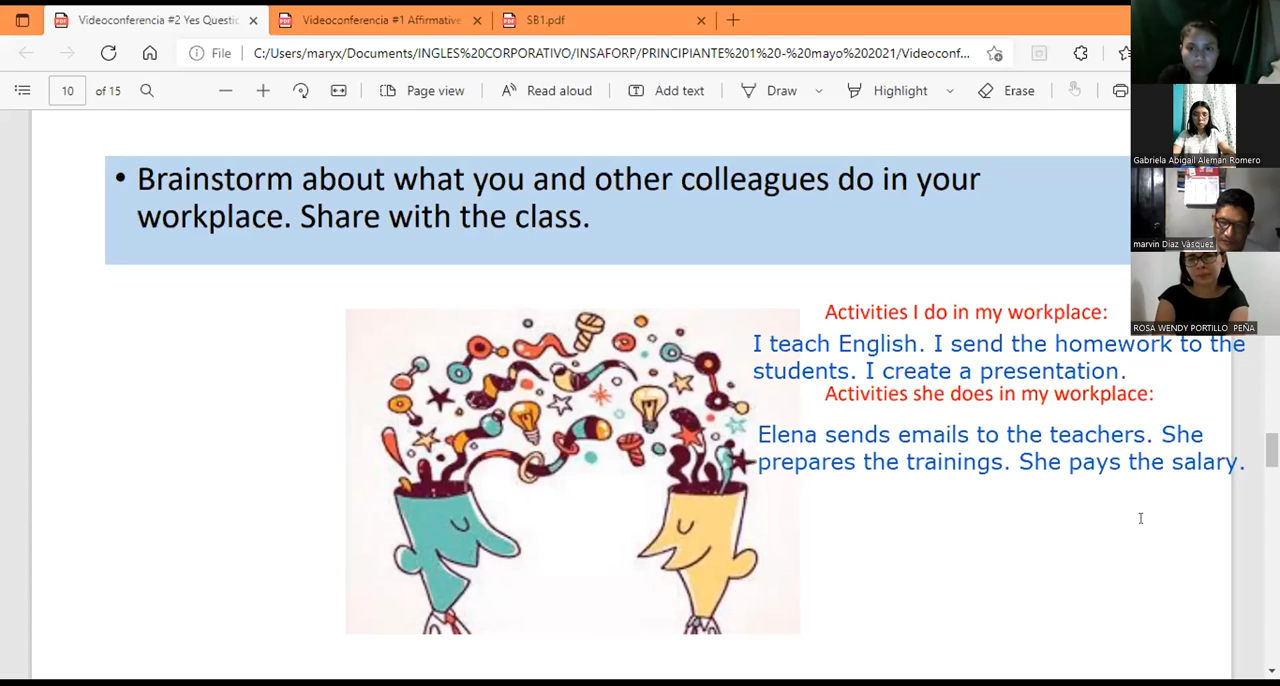 Videoconferencia #2 Yes Questic
Videoconferencia #1 Affirmative
SB1.pdf
File
C:/Users/maryx/Documents/INGLES%20CORPORATIVO/INSAFORP/PRINCIPIANTE%201%20-%20mayo%202021/Videoconf...
10 of 15
Page view
Read aloud
Add text
Draw
Highlight
Erase
Gabriela Abigail Aleman Romero
marvin Diaz Vàsquez
ROSA WENDY PORTILLO PEÑA
• Brainstorm about what you and other colleagues do in your
workplace. Share with the class.
Activities I do in my workplace:
I teach English. I send the homework to the
students. I create a presentation.
Activities she does in my workplace:
Elena sends emails to the teachers. She
prepares the trainings. She pays the salary.